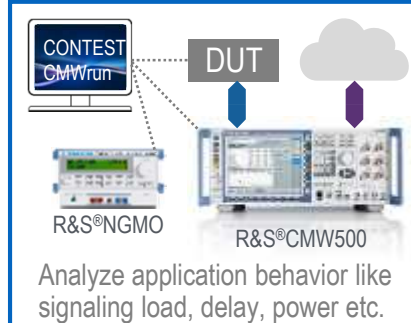 CONTEST
CMWrun
DUT
R&S®NGMO
R&S®CMW500
Analyze application behavior like
signaling load, delay, power etc.